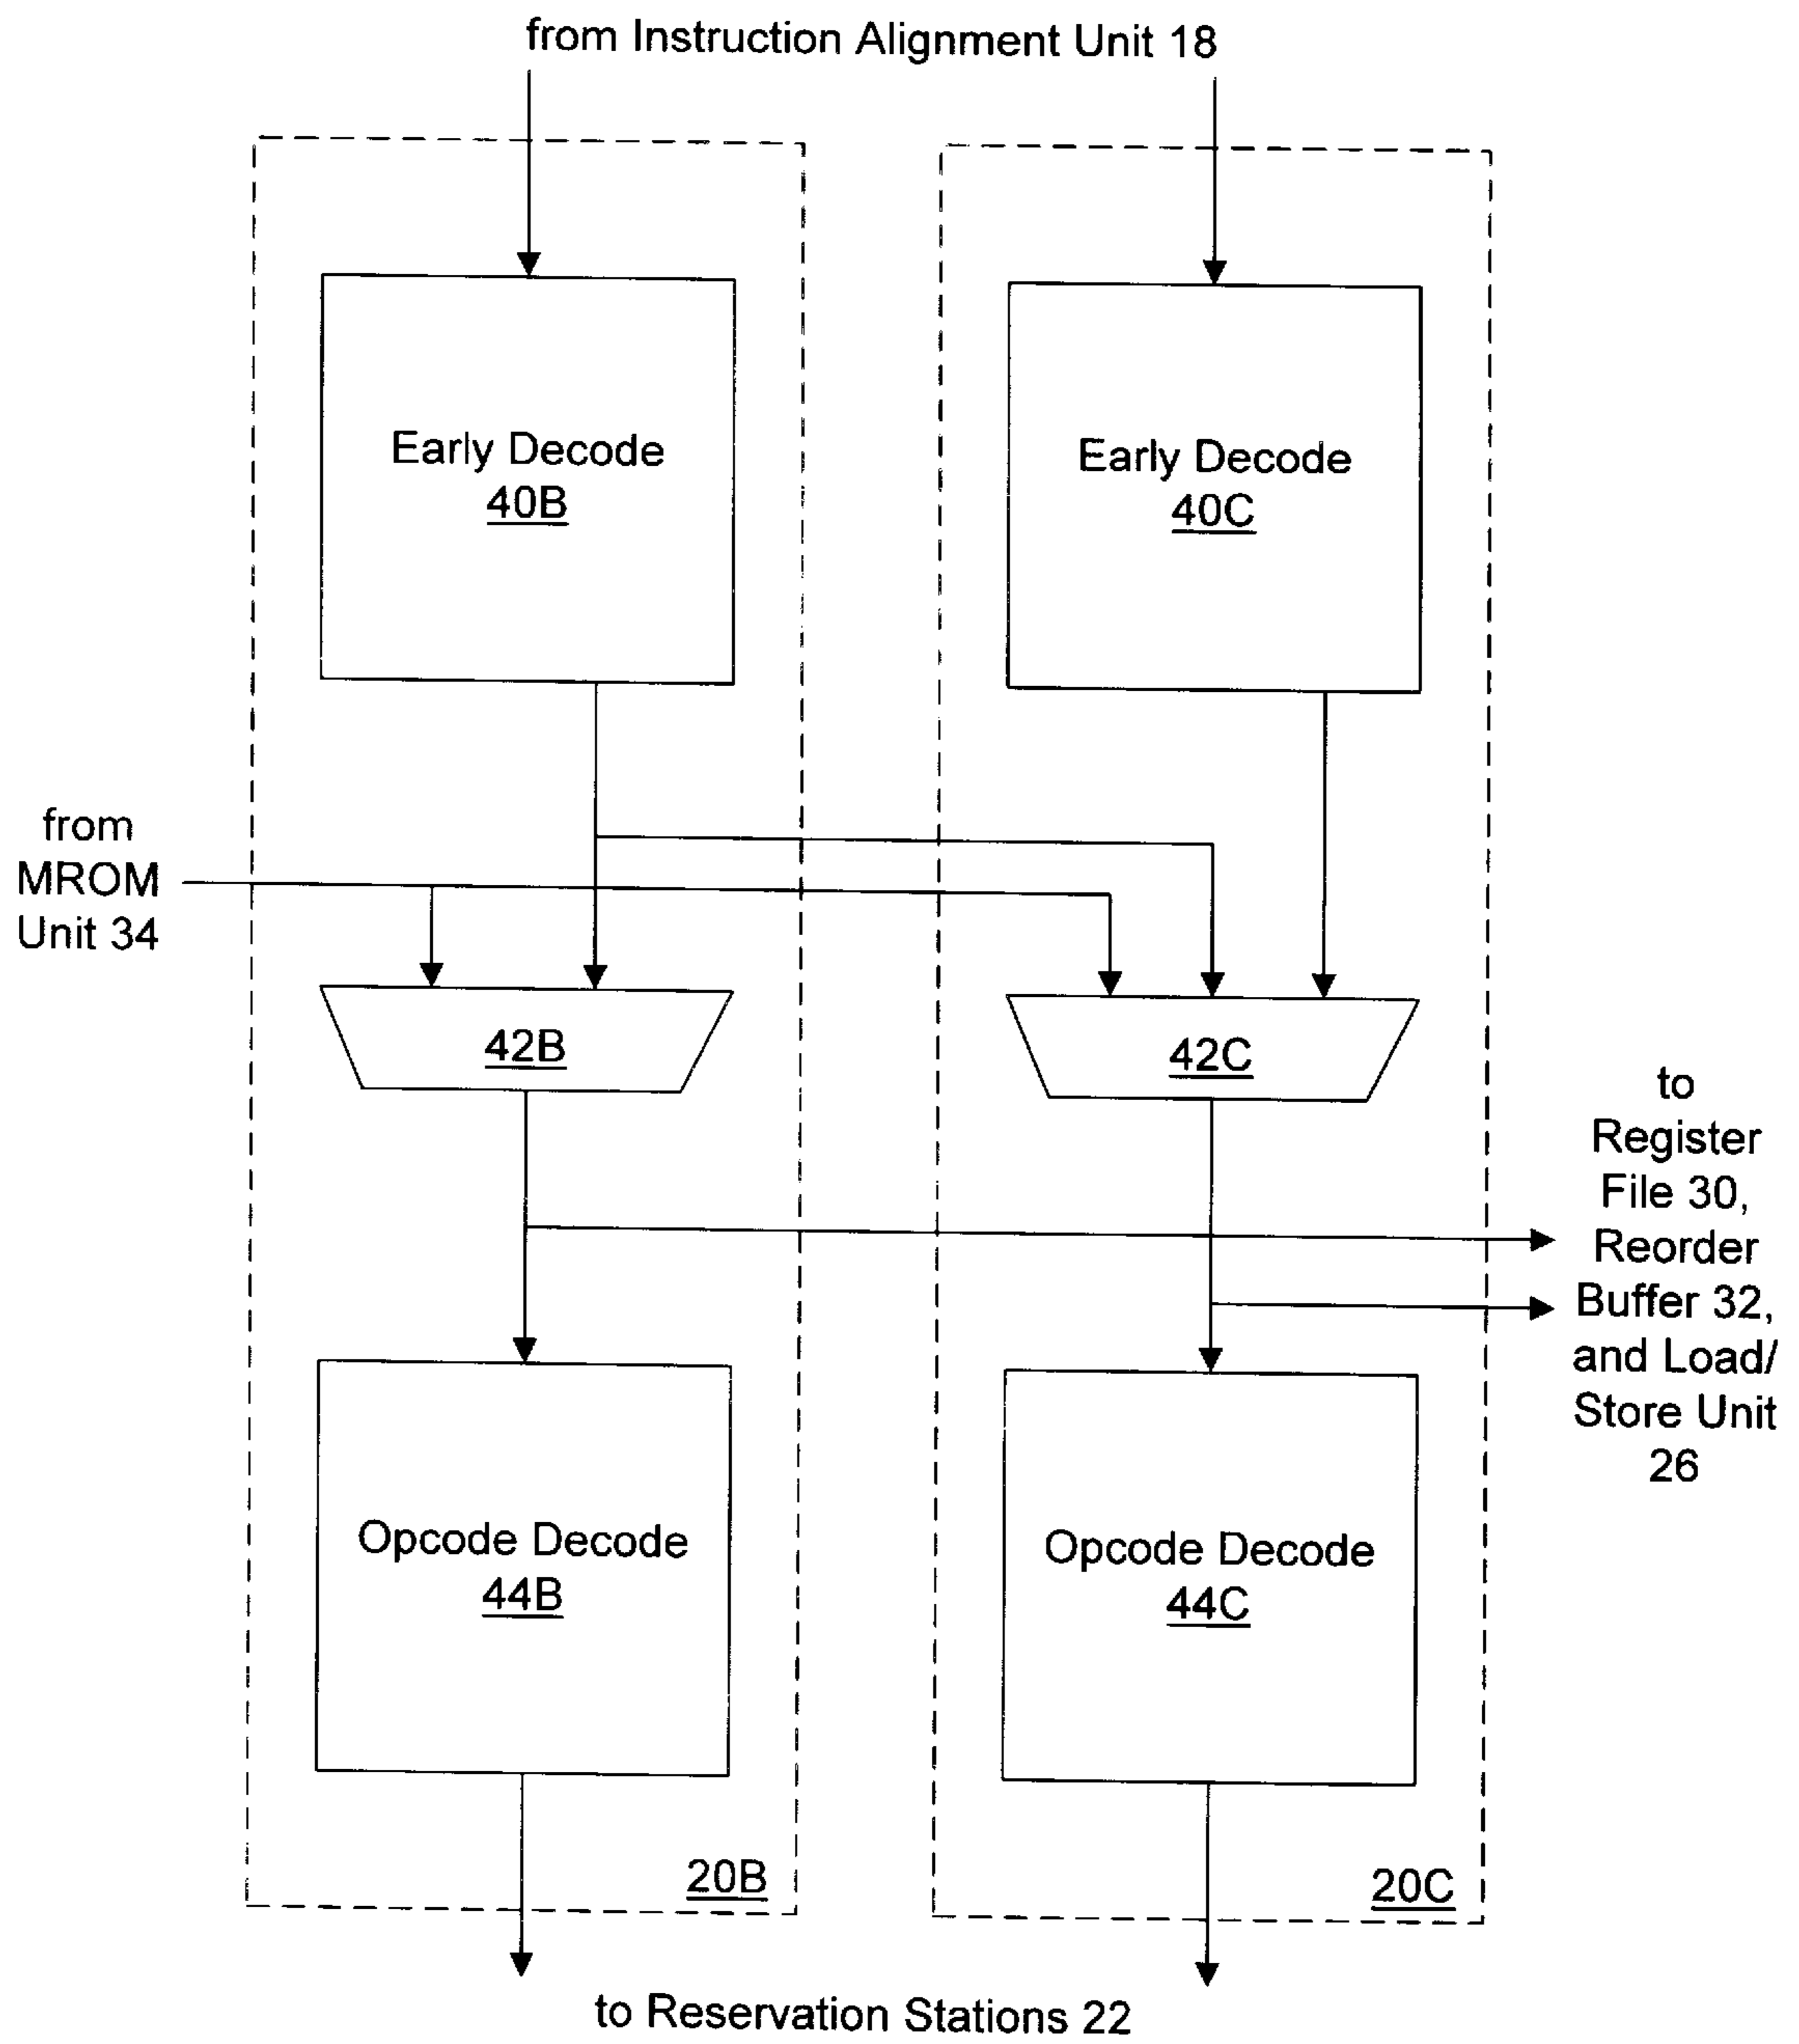 from Instruction Alignment Unit 18
Early Decode
40B
Early Decode
40C
from
MROM
Unit 34
42B
42C
to
Register
File 30,
Reorder
Buffer 32,
and Load/
Store Unit
26
Opcode Decode
44B
Opcode Decode
44C
20B
20C
to Reservation Stations 22